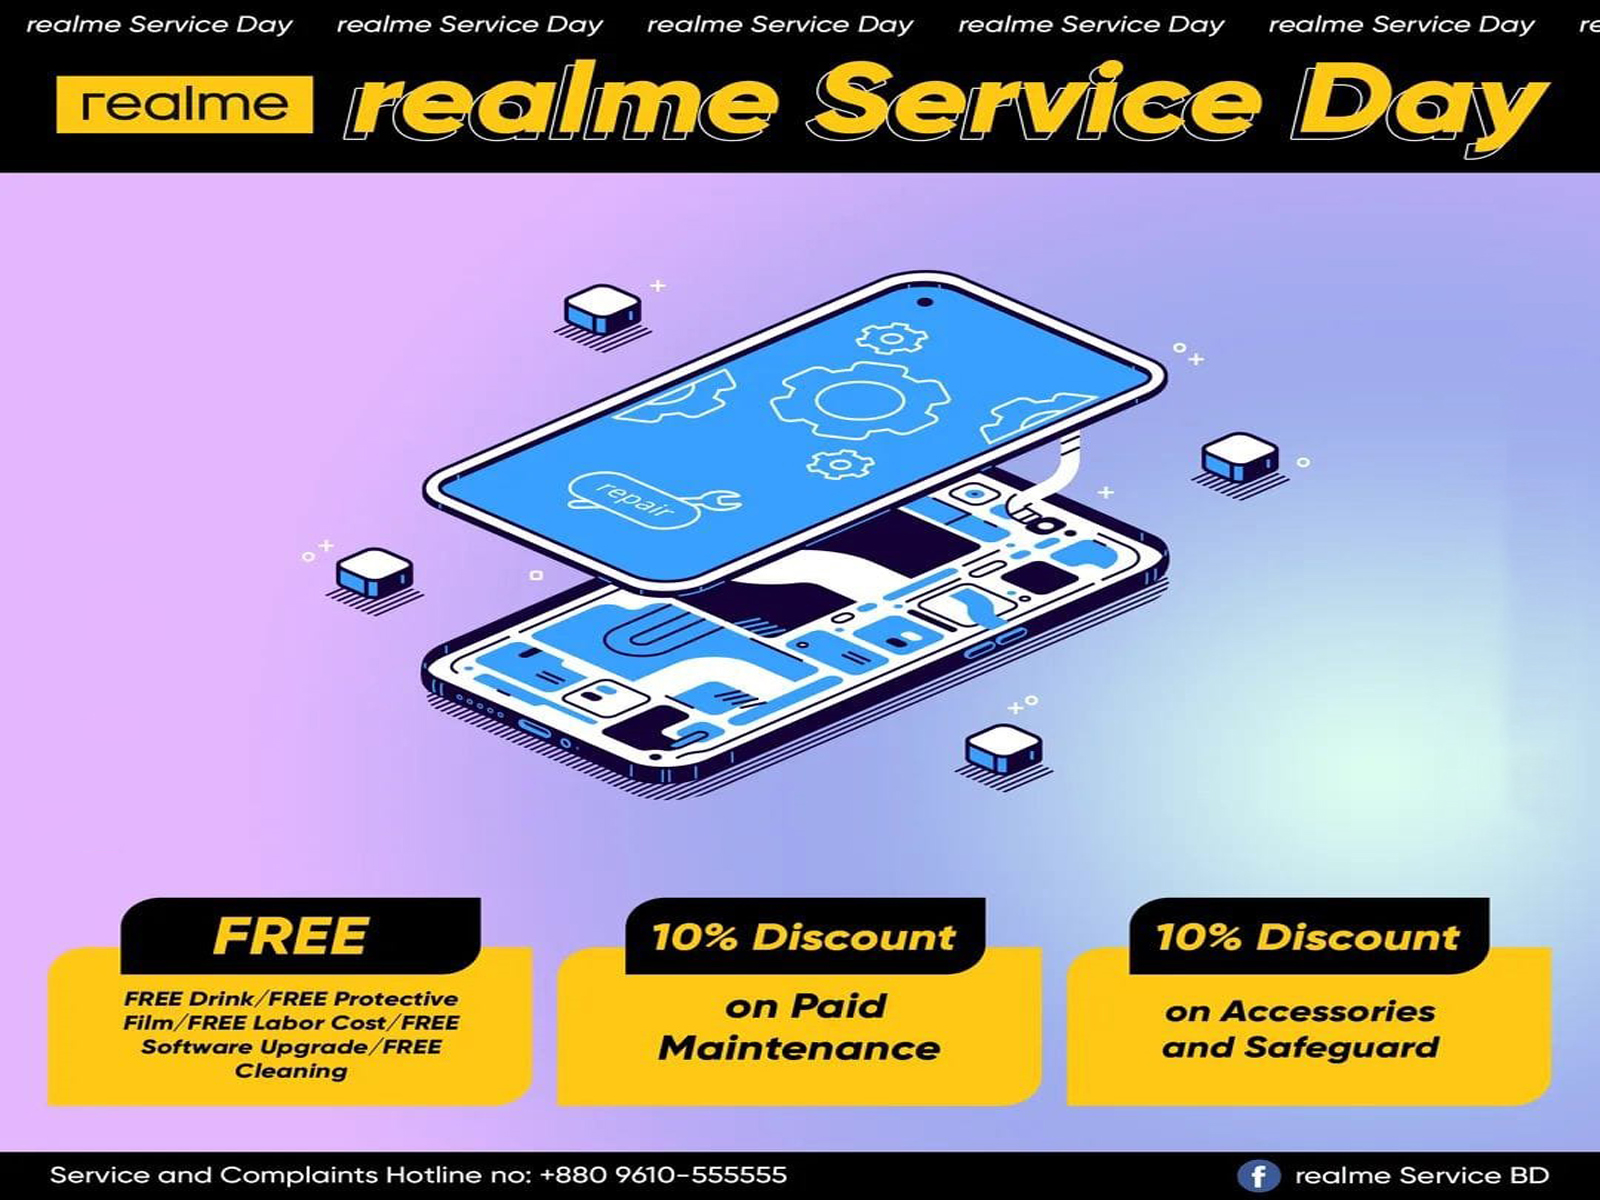 realme Service Day realme Service Day realme Service Day realme Service Day realme Service Day re
realme realme Service Day
repair
FREE
FREE Drink/FREE Protective
Film/FREE Labor Cost/FREE
Software Upgrade/FREE
Cleaning
10% Discount
on Paid
Maintenance
10% Discount
on Accessories
and Safeguard
Service and Complaints Hotline no: +880 9610-555555
f realme Service BD